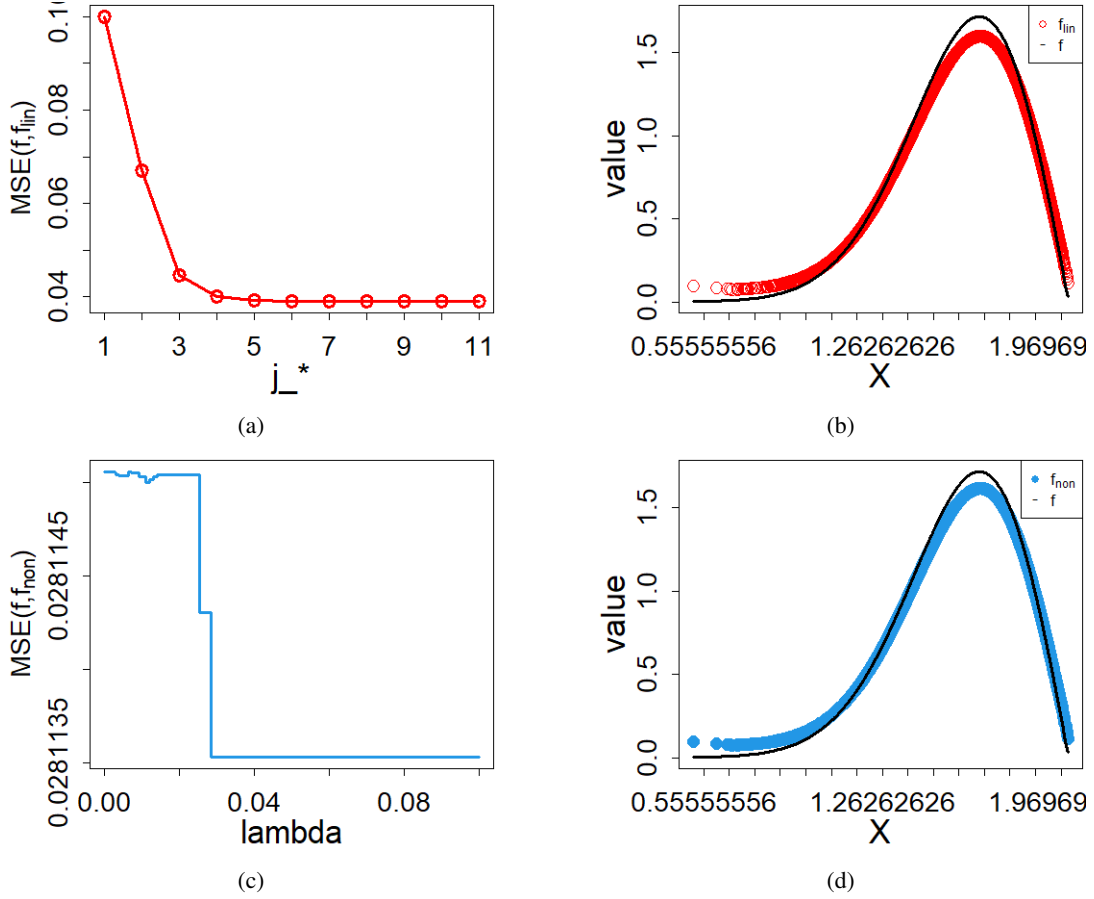 0.10
0.08
0.06
0.04
MSE(f,f_lin)
1 3 5 7 9 11
j_*
(a)
1.5
1.0
0.5
0.0
value
f_lin
f
0.55555556 1.26262626 1.96969
X
(b)
0.0281145
0.0281135
MSE(f,f_non)
0.00 0.04 0.08
lambda
(c)
1.5
1.0
0.5
0.0
value
f_non
f
0.55555556 1.26262626 1.96969
X
(d)